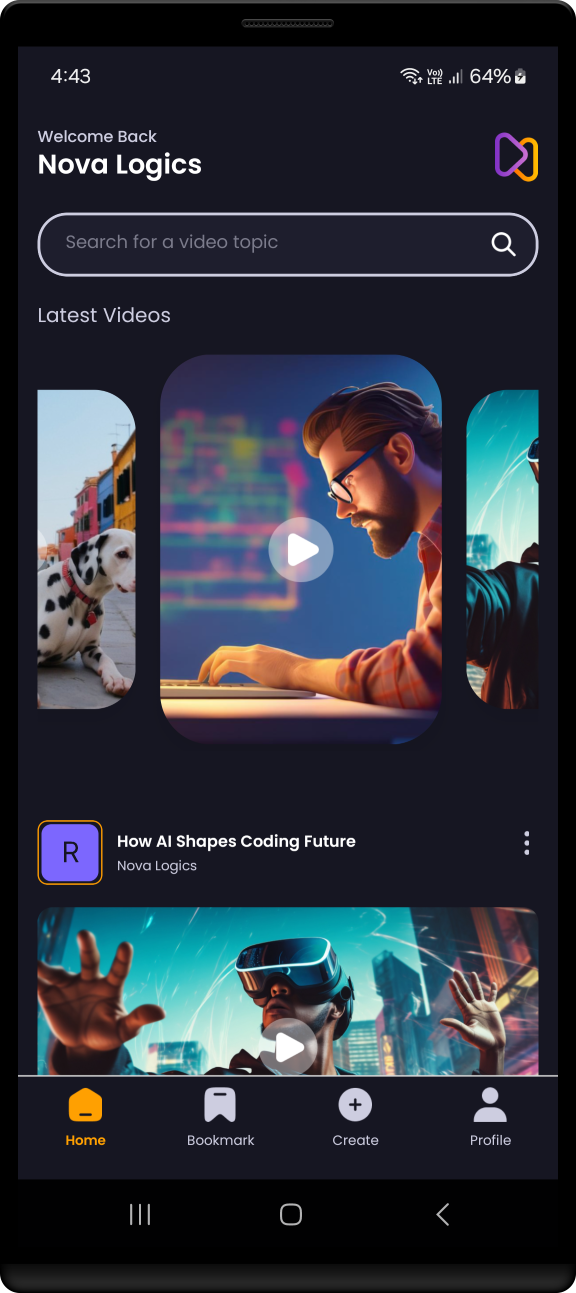 4:43
Vo))
LTE
64%
Welcome Back
Nova Logics
Search for a video topic
Latest Videos
R
How AI Shapes Coding Future
Nova Logics
Home
Bookmark
Create
Profile